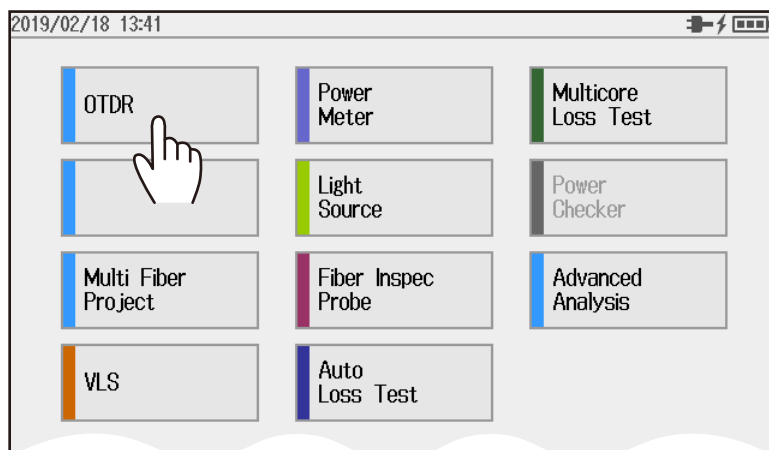 2019/02/18 13:41
OTDR
Power
Meter
Multicore
Loss Test
Light
Source
Power
Checker
Multi Fiber
Project
Fiber Inspec
Probe
Advanced
Analysis
VLS
Auto
Loss Test